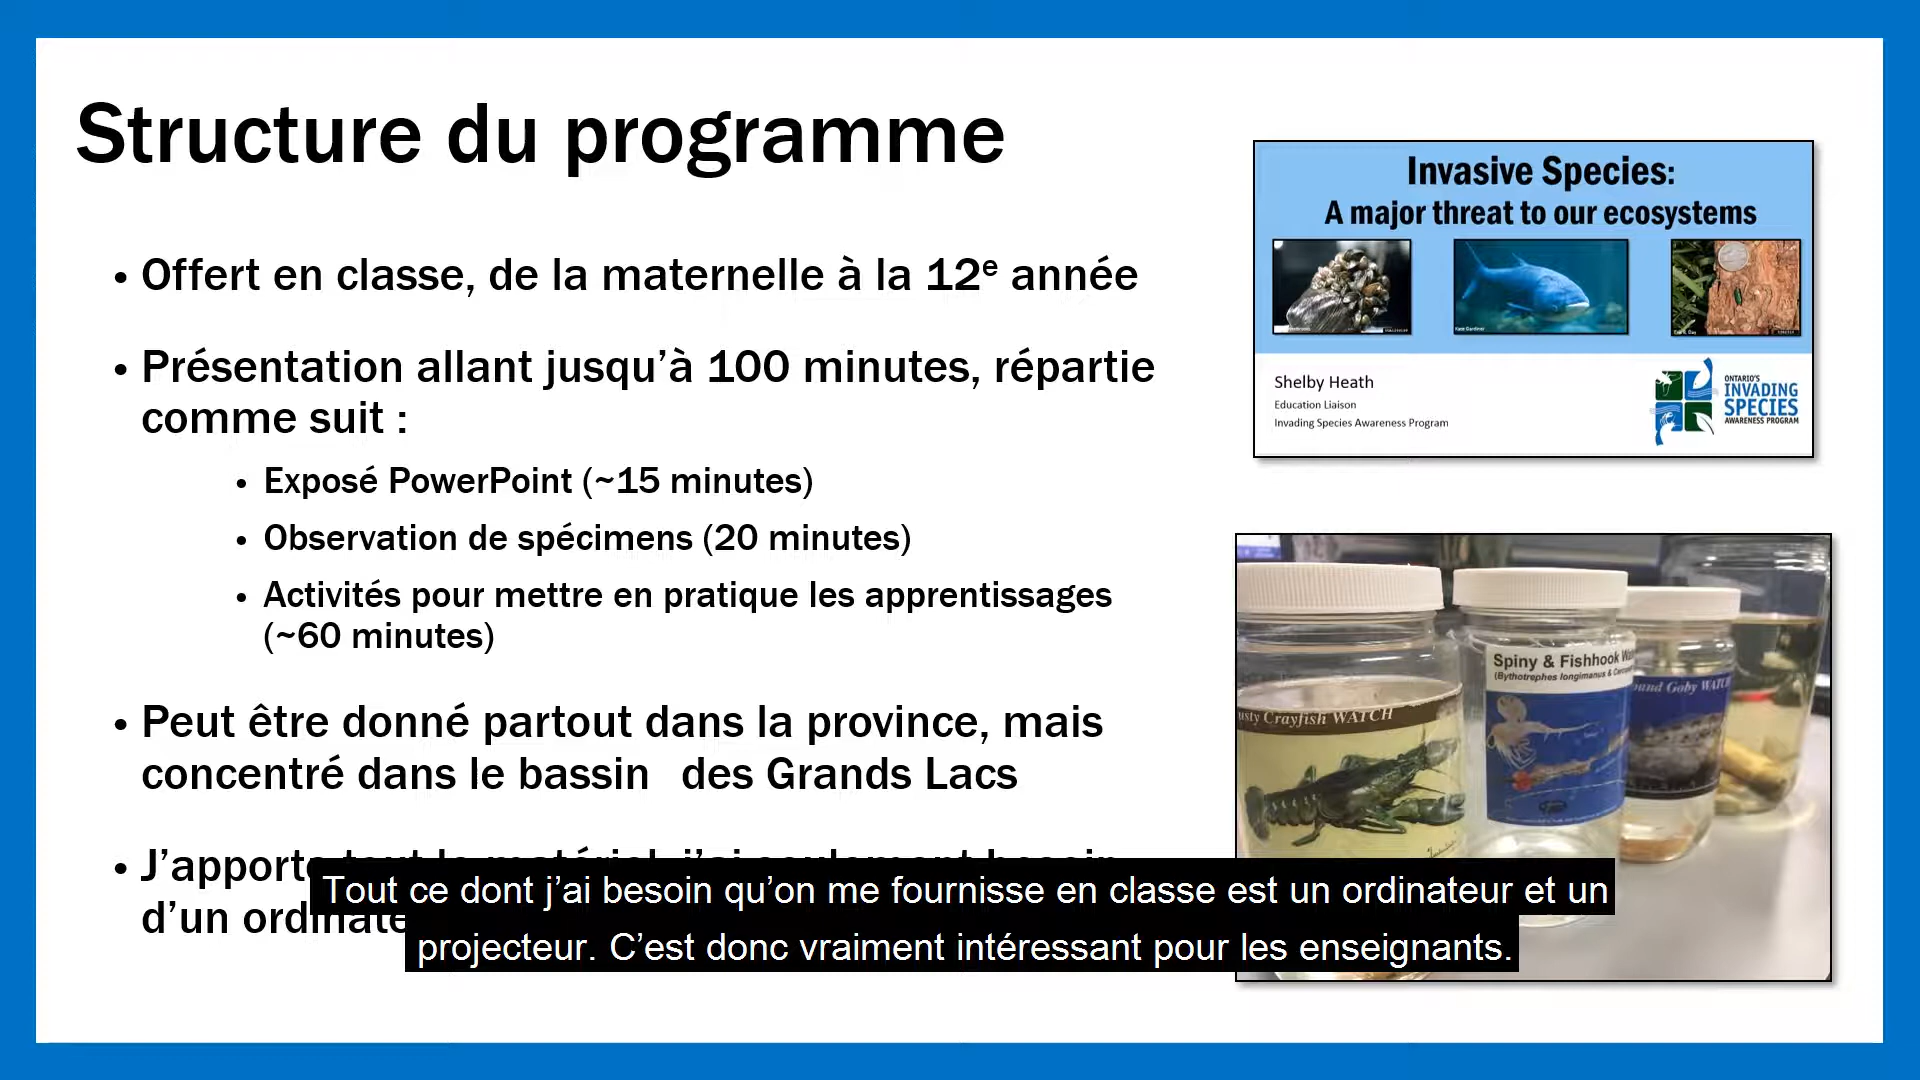 Structure du programme
• Offert en classe, de la maternelle à la 12e année
• Présentation allant jusqu’à 100 minutes, répartie
comme suit :
• Exposé PowerPoint (~15 minutes)
• Observation de spécimens (20 minutes)
• Activités pour mettre en pratique les apprentissages
(~60 minutes)
• Peut être donné partout dans la province, mais
concentré dans le bassin des Grands Lacs
• J’apporte tout le matériel, j’ai seulement besoin
d’un
Tout ce dont j’ai besoin qu’on me fournisse en classe est un ordinateur et un
projecteur. C’est donc vraiment intéressant pour les enseignants.
Invasive Species:
A major threat to our ecosystems
Shelby Heath
Education Liaison
Invading Species Awareness Program
ONTARIO'S
INVADING
SPECIES
AWARENESS PROGRAM
Crayfish WATCH
Spiny & Fishhook
(Bythotrephes longimanus &
Goby WATCH